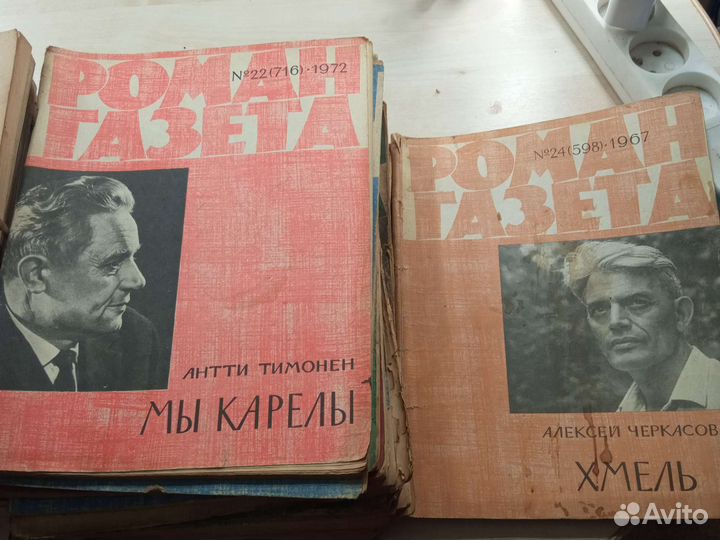 РОМАН
ГАЗЕТА
№22(716)·1972
АНТТИ ТИМОНЕН
МЫ КАРЕЛЫ
РОМАН
ГАЗЕТА
№24(598)·1967
АЛЕКСЕЙ ЧЕРКАСОВ
ХМЕЛЬ
Avito